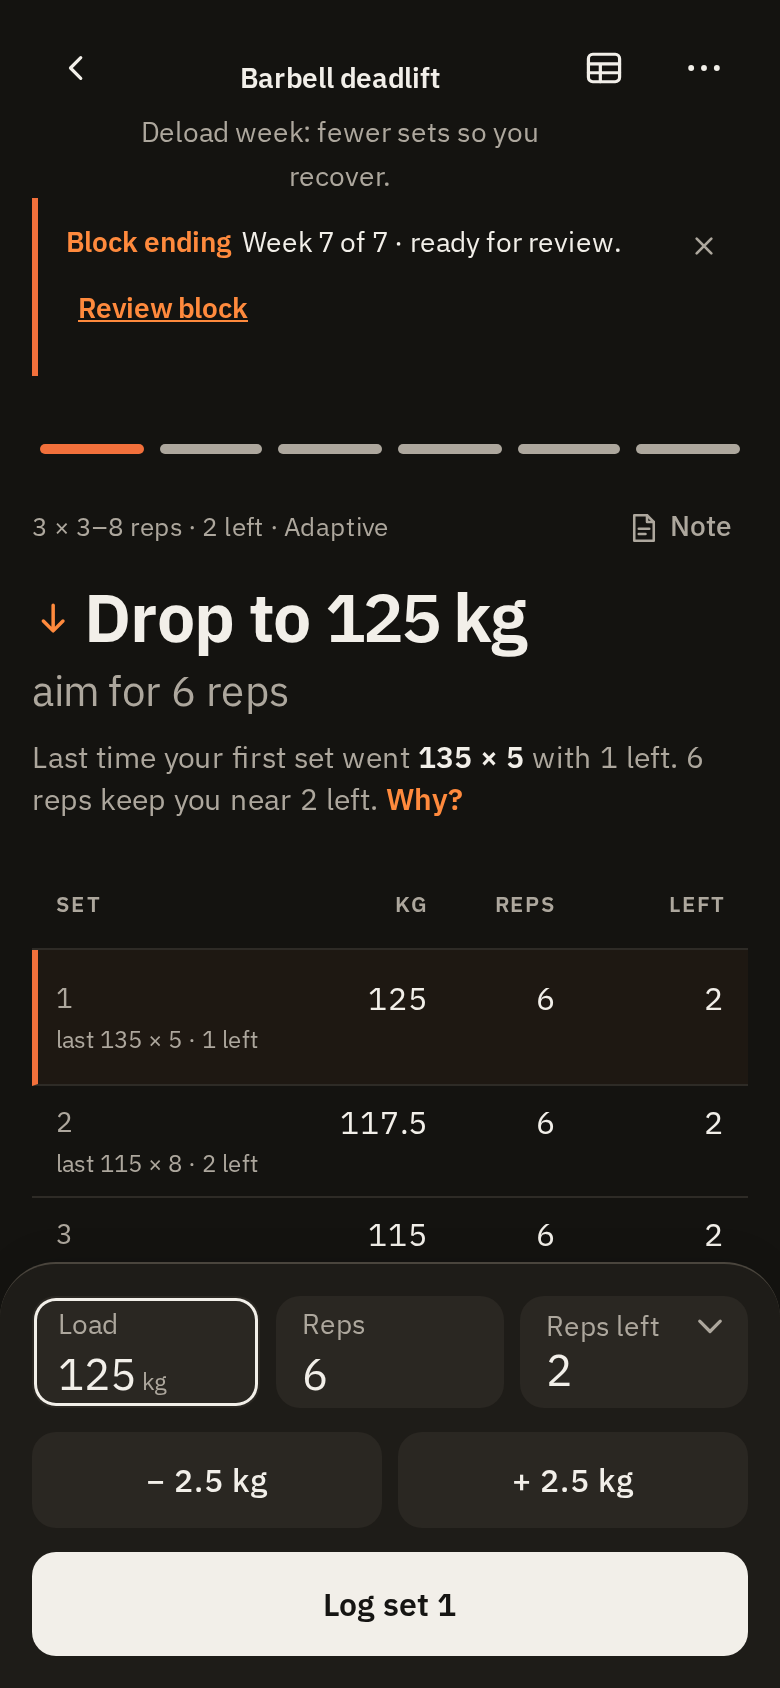 Barbell deadlift
Deload week: fewer sets so you
recover.
Block ending Week 7 of 7 · ready for review.
Review block
3 × 3–8 reps · 2 left · Adaptive
Note
Drop to 125 kg
aim for 6 reps
Last time your first set went 135 × 5 with 1 left. 6
reps keep you near 2 left. Why?
SET KG REPS LEFT
1 125 6 2
last 135 × 5 · 1 left
2 117.5 6 2
last 115 × 8 · 2 left
3 115 6 2
Load Reps Reps left
125 kg 6 2
− 2.5 kg + 2.5 kg
Log set 1